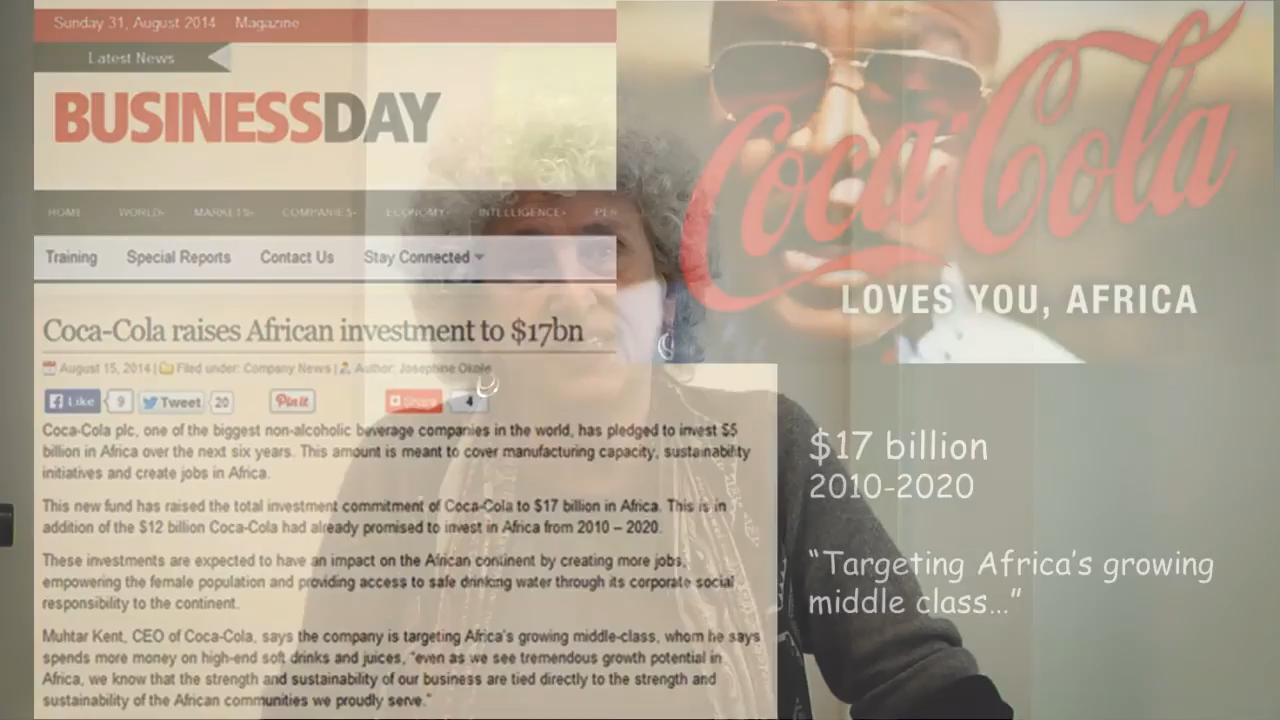 Sunday 31, August 2014 Magazine
Latest News
BUSINESSDAY
HOME WORLD MARKETS COMPANIES ECONOMY INTELLIGENCE PER
Training Special Reports Contact Us Stay Connected
Coca-Cola raises African investment to $17bn
August 15, 2014 | Filed under: Company News | Author: Josephine Okojie
Like 9 Tweet 20 Pin it Share 4
Coca-Cola plc, one of the biggest non-alcoholic beverage companies in the world, has pledged to invest $5
billion in Africa over the next six years. This amount is meant to cover manufacturing capacity, sustainability
initiatives and create jobs in Africa.
This new fund has raised the total investment commitment of Coca-Cola to $17 billion in Africa. This is in
addition of the $12 billion Coca-Cola had already promised to invest in Africa from 2010 – 2020.
These investments are expected to have an impact on the African continent by creating more jobs,
empowering the female population and providing access to safe drinking water through its corporate social
responsibility to the continent.
Muhtar Kent, CEO of Coca-Cola, says the company is targeting Africa's growing middle-class, whom he says
spends more money on high-end soft drinks and juices, "even as we see tremendous growth potential in
Africa, we know that the strength and sustainability of our business are tied directly to the strength and
sustainability of the African communities we proudly serve."
Coca-Cola
LOVES YOU, AFRICA
$17 billion
2010-2020
“Targeting Africa’s growing
middle class…”